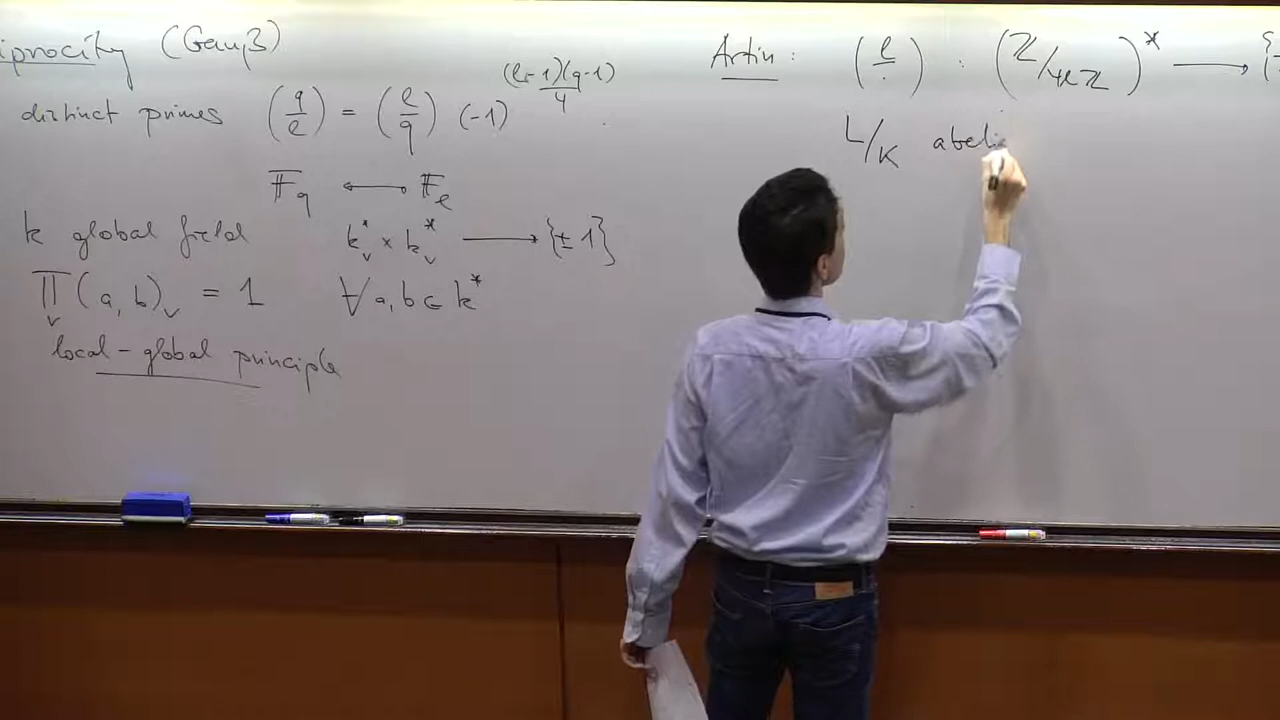 iprocity (Gauß)
distinct primes (q/ℓ) = (ℓ/q) (-1)^{(ℓ-1)(q-1)/4}
𝔽_q ⟷ 𝔽_ℓ
k global field k_v^* × k_v^* ⟶ {±1}
∏_v (a, b)_v = 1 ∀ a, b ∈ k^*
local-global principle
Artin: (ℓ/·) : (ℤ/4ℓℤ)^* ⟶ {
L/K abeli